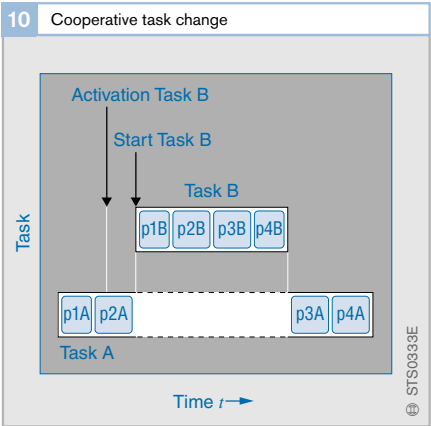 10 Cooperative task change
Activation Task B
Start Task B
Task B
p1B p2B p3B p4B
Task
p1A p2A p3A p4A
Task A
Time t
STS0333E